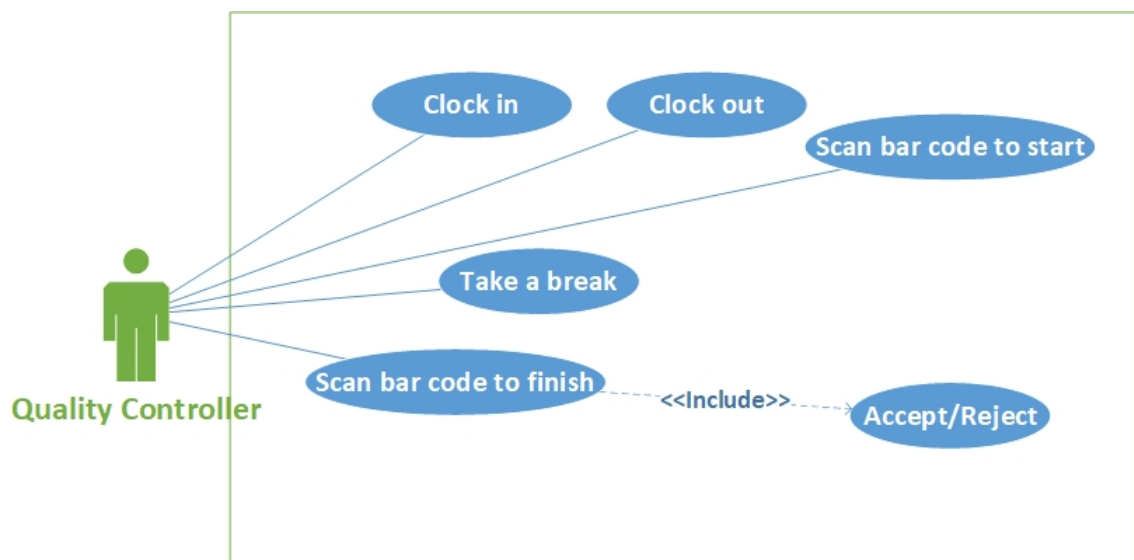 Clock in
Clock out
Scan bar code to start
Take a break
Scan bar code to finish
<<Include>>
Accept/Reject
Quality Controller